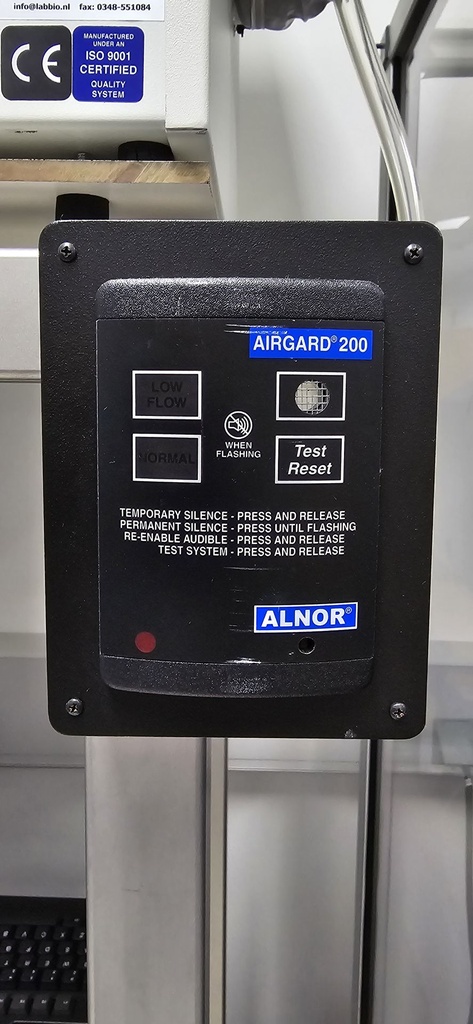 info@labbio.nl fax: 0348-551084
CE
MANUFACTURED
UNDER AN
ISO 9001
CERTIFIED
QUALITY
SYSTEM
AIRGARD® 200
LOW
FLOW
NORMAL
WHEN
FLASHING
Test
Reset
TEMPORARY SILENCE - PRESS AND RELEASE
PERMANENT SILENCE - PRESS UNTIL FLASHING
RE-ENABLE AUDIBLE - PRESS AND RELEASE
TEST SYSTEM - PRESS AND RELEASE
ALNOR®